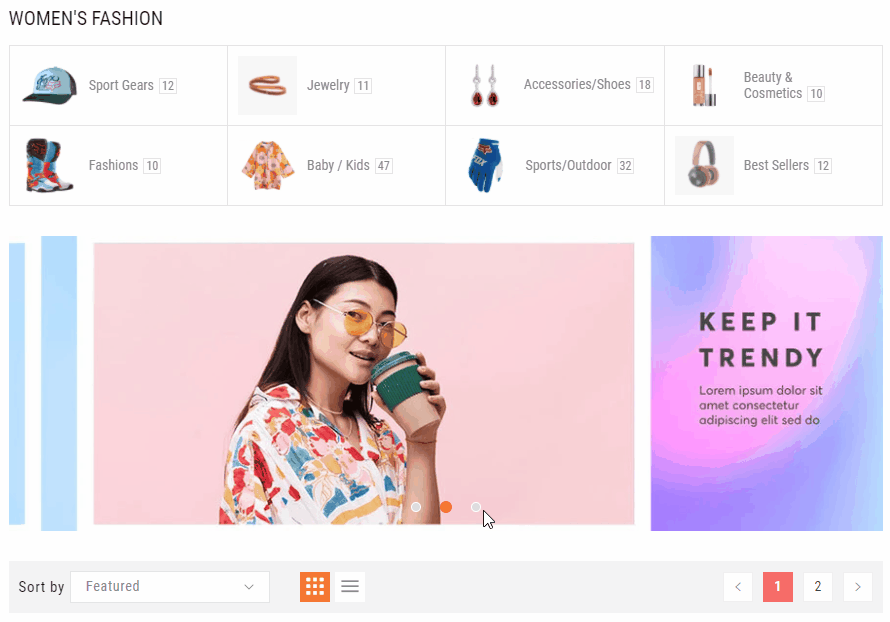 WOMEN'S FASHION
Sport Gears 12
Jewelry 11
Accessories/Shoes 18
Beauty &
Cosmetics 10
Fashions 10
Baby / Kids 47
Sports/Outdoor 32
Best Sellers 12
FOX
KEEP IT
TRENDY
Lorem ipsum dolor sit
amet consectetur
adipiscing elit sed do
Sort by Featured
1 2